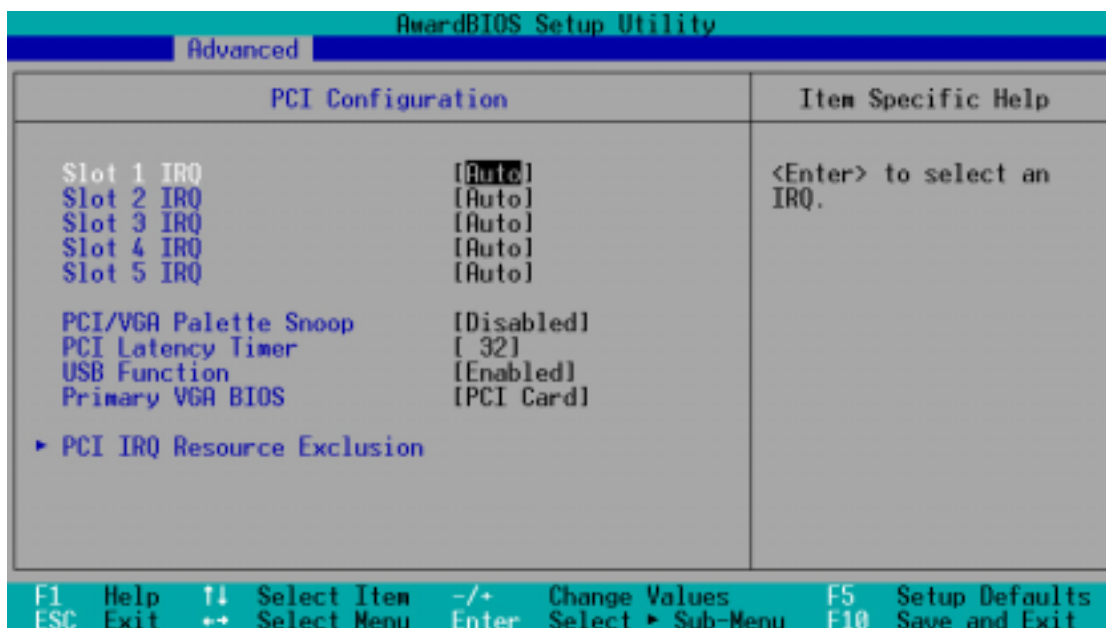 AwardBIOS Setup Utility
Advanced
PCI Configuration
Item Specific Help
Slot 1 IRQ [Auto]
Slot 2 IRQ [Auto]
Slot 3 IRQ [Auto]
Slot 4 IRQ [Auto]
Slot 5 IRQ [Auto]
<Enter> to select an
IRQ.
PCI/VGA Palette Snoop [Disabled]
PCI Latency Timer [ 32]
USB Function [Enabled]
Primary VGA BIOS [PCI Card]
▸ PCI IRQ Resource Exclusion
F1 Help ↑↓ Select Item -/+ Change Values F5 Setup Defaults
ESC Exit ←→ Select Menu Enter Select ▸ Sub-Menu F10 Save and Exit